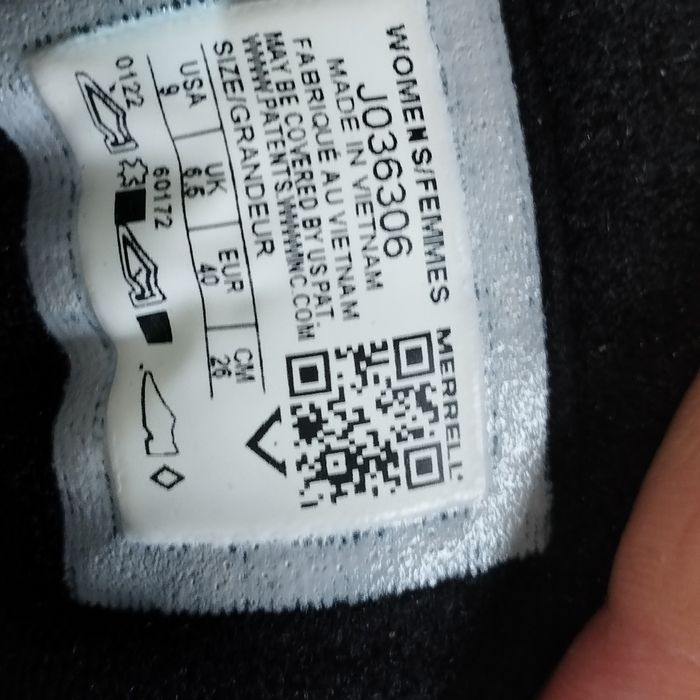 WOMEN'S/FEMMES
J036306
MADE IN VIETNAM
FABRIQUÉ AU VIETNAM
MAY BE COVERED BY US PAT.
WWW.PATENTS.WWWINC.COM
SIZE/GRANDEUR
USA UK EUR CM
9 6.5 40 26
0122 60172
MERRELL